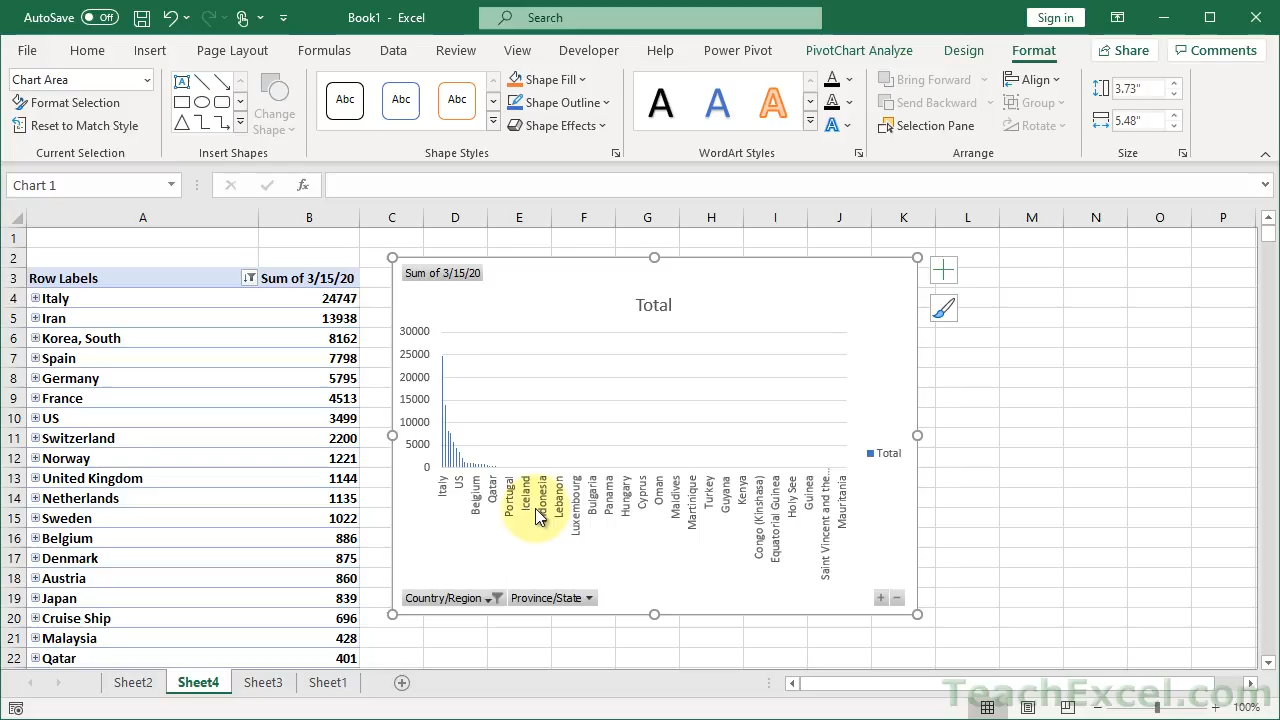 AutoSave Off Book1 - Excel Search Sign in
File Home Insert Page Layout Formulas Data Review View Developer Help Power Pivot PivotChart Analyze Design Format Share Comments
Chart Area
Format Selection
Reset to Match Style
Current Selection
Change
Shape
Insert Shapes
Abc Abc Abc
Shape Fill
Shape Outline
Shape Effects
Shape Styles
A A A
WordArt Styles
Bring Forward
Send Backward
Selection Pane
Align
Group
Rotate
Arrange
3.73"
5.48"
Size
Chart 1 fx
A B C D E F G H I J K L M N O P
1
2
3 Row Labels Sum of 3/15/20
4 Italy 24747
5 Iran 13938
6 Korea, South 8162
7 Spain 7798
8 Germany 5795
9 France 4513
10 US 3499
11 Switzerland 2200
12 Norway 1221
13 United Kingdom 1144
14 Netherlands 1135
15 Sweden 1022
16 Belgium 886
17 Denmark 875
18 Austria 860
19 Japan 839
20 Cruise Ship 696
21 Malaysia 428
22 Qatar 401
Sum of 3/15/20
Total
30000
25000
20000
15000
10000
5000
0
Italy
US
Belgium
Qatar
Portugal
Iceland
Indonesia
Lebanon
Luxembourg
Bulgaria
Panama
Hungary
Cyprus
Oman
Maldives
Martinique
Turkey
Guyana
Kenya
Congo (Kinshasa)
Equatorial Guinea
Holy See
Guinea
Saint Vincent and the...
Mauritania
Total
Country/Region Province/State
Sheet2 Sheet4 Sheet3 Sheet1
TeachExcel.com
100%